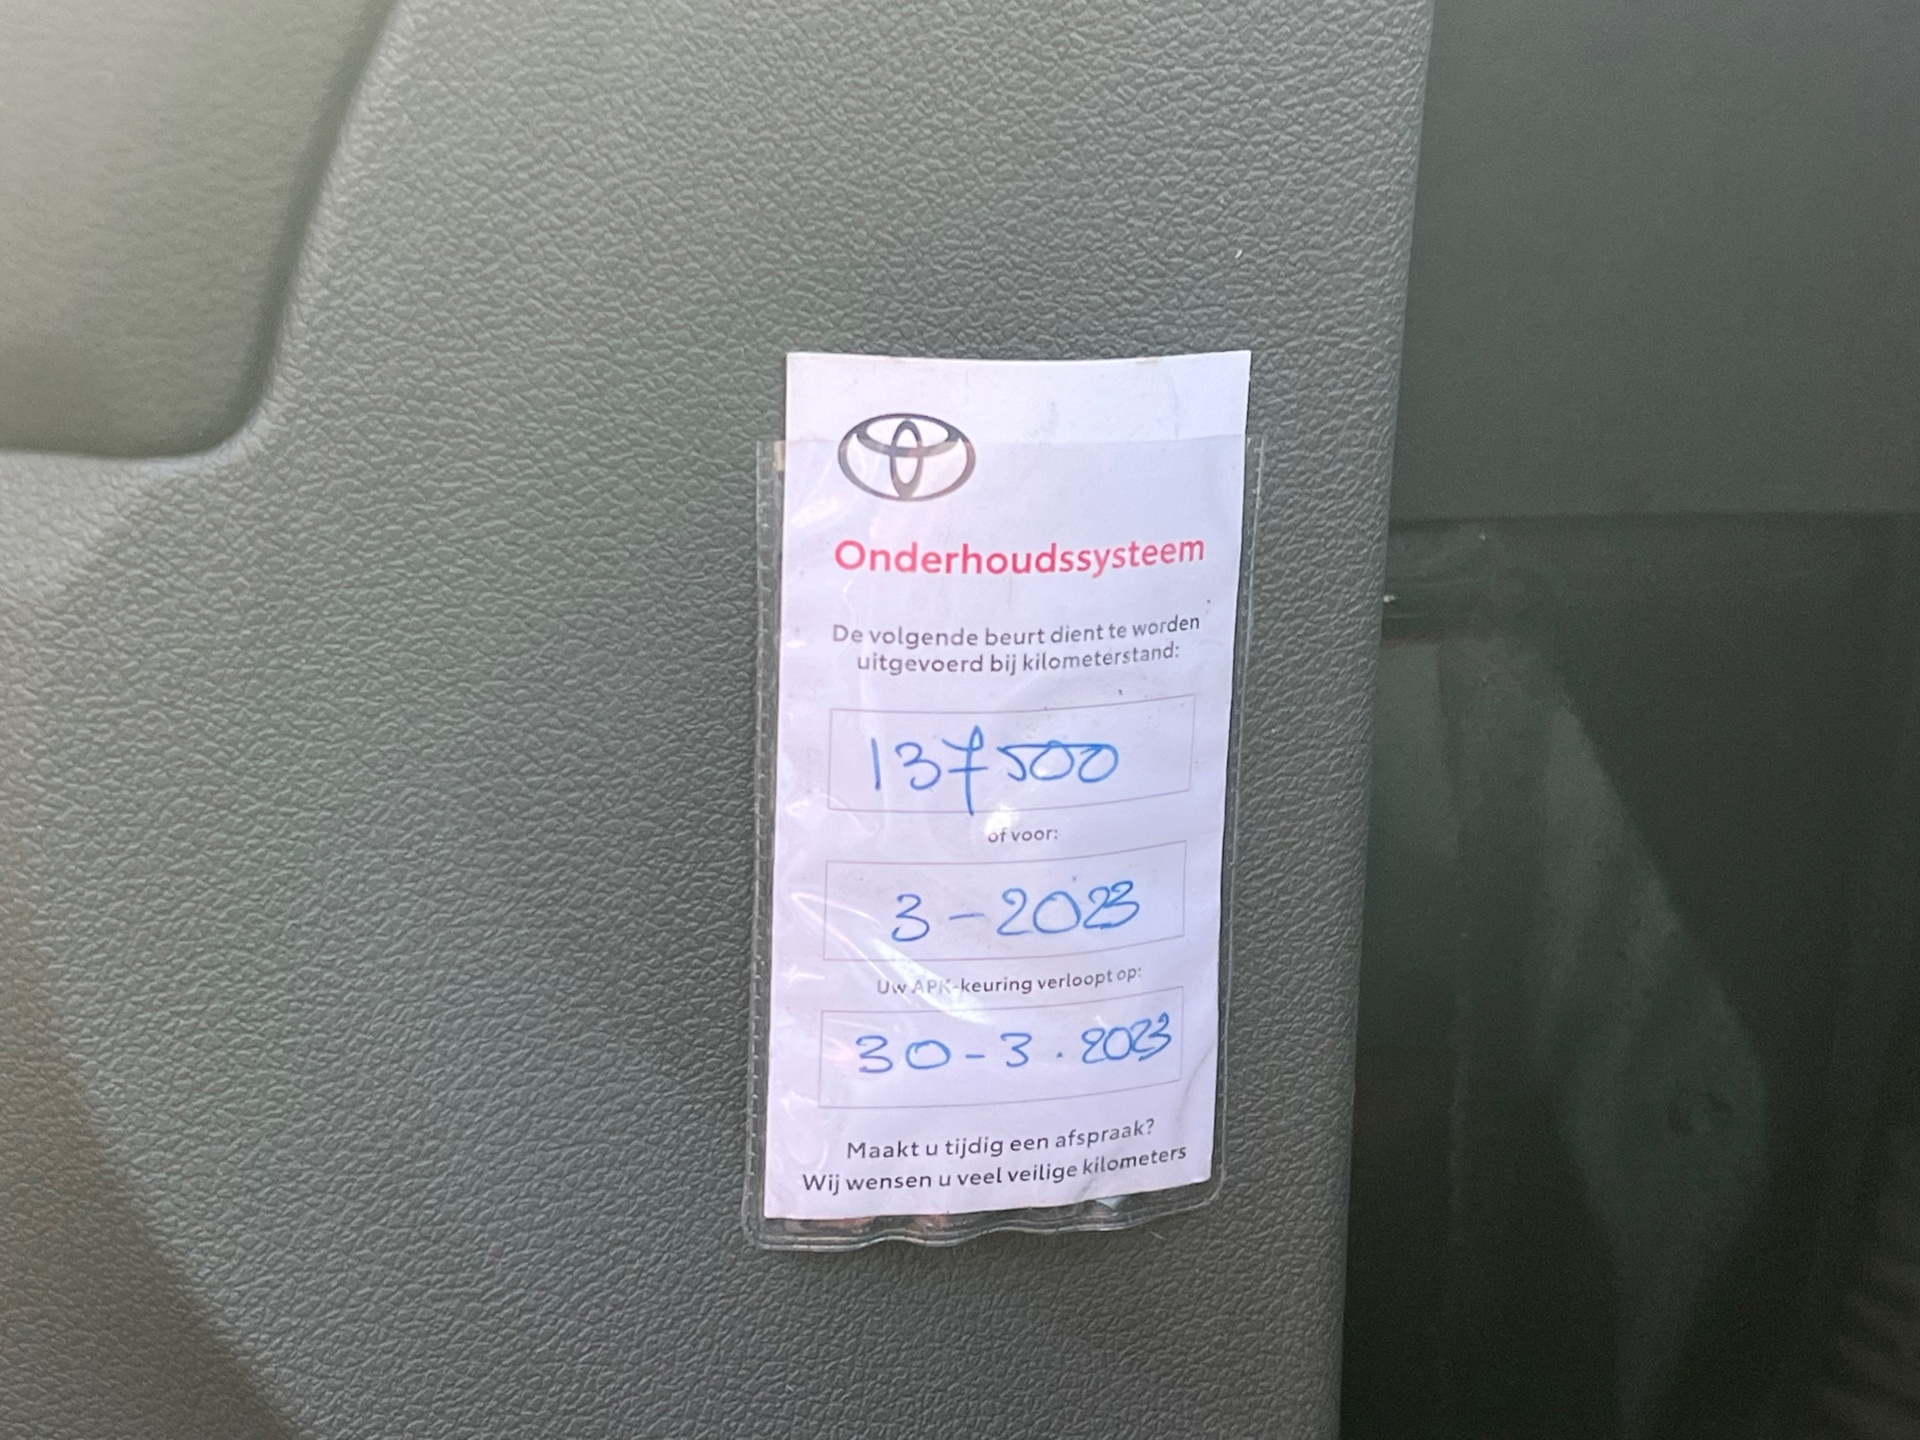 Onderhoudssysteem
De volgende beurt dient te worden
uitgevoerd bij kilometerstand:
137500
of voor:
3-2023
Uw APK-keuring verloopt op:
30-3.2023
Maakt u tijdig een afspraak?
Wij wensen u veel veilige kilometers